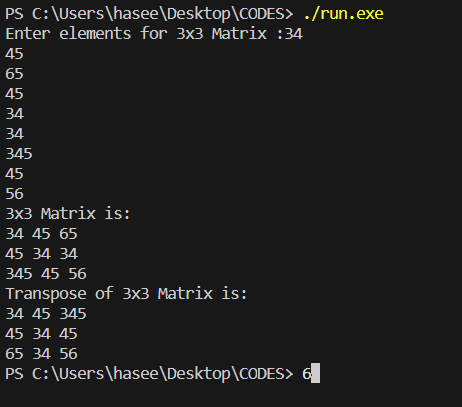 PS C:\Users\hasee\Desktop\CODES> ./run.exe
Enter elements for 3x3 Matrix :34
45
65
45
34
34
345
45
56
3x3 Matrix is:
34 45 65
45 34 34
345 45 56
Transpose of 3x3 Matrix is:
34 45 345
45 34 45
65 34 56
PS C:\Users\hasee\Desktop\CODES> 6